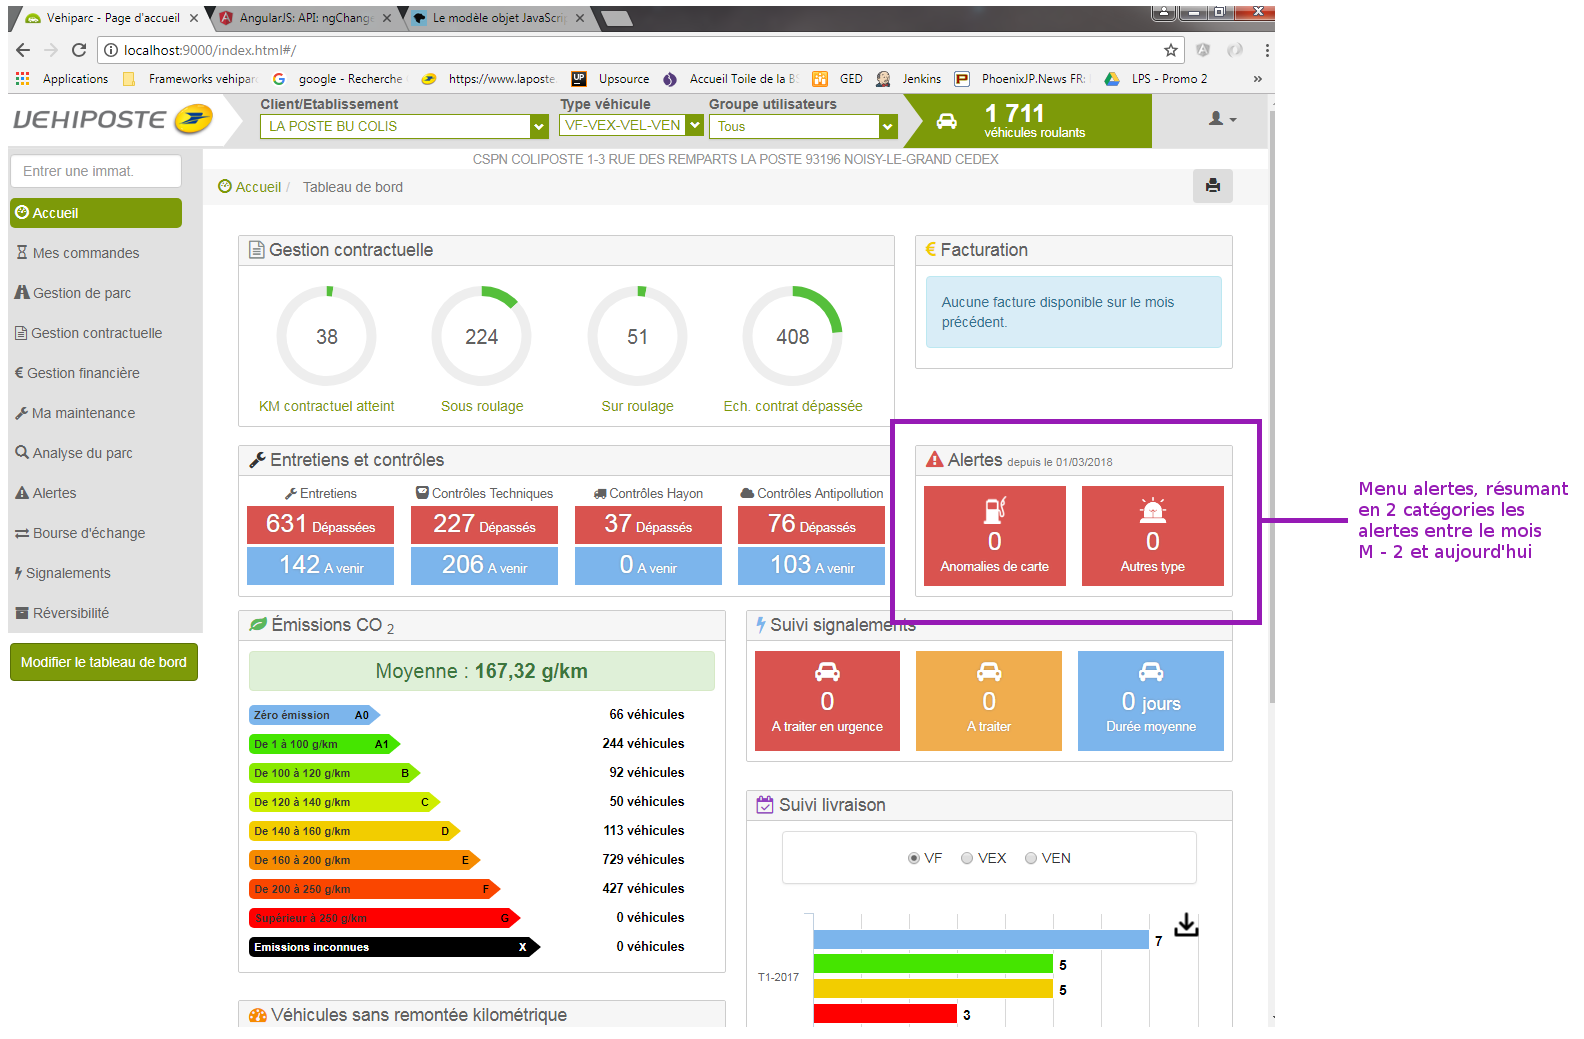 Vehiparc - Page d'accueil
AngularJS: API: ngChange
Le modèle objet JavaScrip
localhost:9000/index.html#/
Applications
Frameworks vehiparc
google - Recherche
https://www.laposte.
Upsource
Accueil Toile de la BS
GED
Jenkins
PhoenixJP.News FR:
LPS - Promo 2
»
VEHIPOSTE
Client/Etablissement
LA POSTE BU COLIS
Type véhicule
VF-VEX-VEL-VEN
Groupe utilisateurs
Tous
1 711
véhicules roulants
CSPN COLIPOSTE 1-3 RUE DES REMPARTS LA POSTE 93196 NOISY-LE-GRAND CEDEX
Entrer une immat.
Accueil / Tableau de bord
Accueil
Mes commandes
Gestion de parc
Gestion contractuelle
€ Gestion financière
Ma maintenance
Analyse du parc
Alertes
Bourse d'échange
Signalements
Réversibilité
Modifier le tableau de bord
Gestion contractuelle
38
224
51
408
KM contractuel atteint
Sous roulage
Sur roulage
Ech. contrat dépassée
€ Facturation
Aucune facture disponible sur le mois
précédent.
Entretiens et contrôles
Entretiens
Contrôles Techniques
Contrôles Hayon
Contrôles Antipollution
631 Dépassées
227 Dépassés
37 Dépassés
76 Dépassés
142 A venir
206 A venir
0 A venir
103 A venir
Alertes depuis le 01/03/2018
0
Anomalies de carte
0
Autres type
Menu alertes, résumant
en 2 catégories les
alertes entre le mois
M - 2 et aujourd'hui
Émissions CO 2
Moyenne : 167,32 g/km
Zéro émission A0 66 véhicules
De 1 à 100 g/km A1 244 véhicules
De 100 à 120 g/km B 92 véhicules
De 120 à 140 g/km C 50 véhicules
De 140 à 160 g/km D 113 véhicules
De 160 à 200 g/km E 729 véhicules
De 200 à 250 g/km F 427 véhicules
Supérieur à 250 g/km G 0 véhicules
Emissions inconnues X 0 véhicules
Suivi signalements
0
A traiter en urgence
0
A traiter
0 jours
Durée moyenne
Suivi livraison
VF VEX VEN
T1-2017
7
5
5
3
Véhicules sans remontée kilométrique